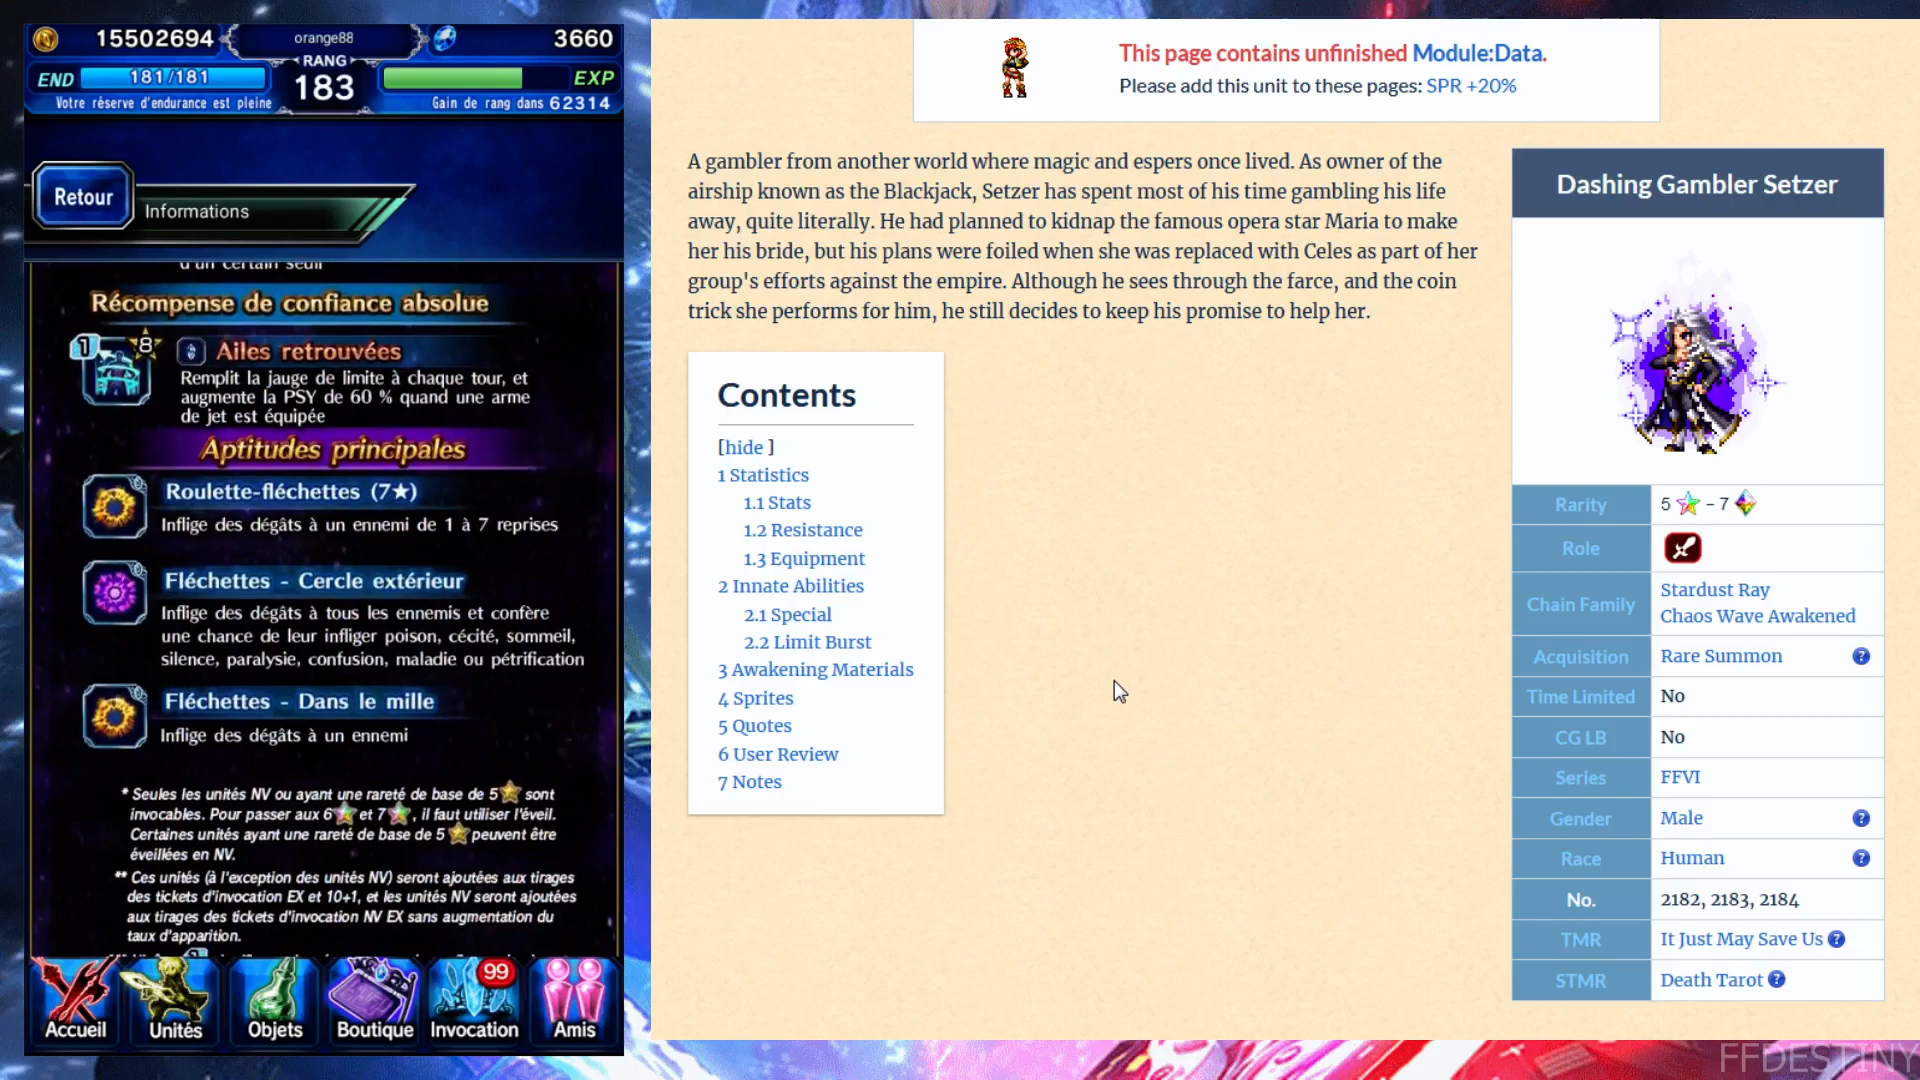 15502694
orange88
3660
RANG
183
END
181/181
EXP
Votre réserve d'endurance est pleine
Gain de rang dans 62314
Retour
Informations
d'un certain seuil
Récompense de confiance absolue
1
8
Ailes retrouvées
Remplit la jauge de limite à chaque tour, et
augmente la PSY de 60 % quand une arme
de jet est équipée
Aptitudes principales
Roulette-fléchettes (7★)
Inflige des dégâts à un ennemi de 1 à 7 reprises
Fléchettes - Cercle extérieur
Inflige des dégâts à tous les ennemis et confère
une chance de leur infliger poison, cécité, sommeil,
silence, paralysie, confusion, maladie ou pétrification
Fléchettes - Dans le mille
Inflige des dégâts à un ennemi
* Seules les unités NV ou ayant une rareté de base de 5 sont
invocables. Pour passer aux 6 et 7, il faut utiliser l'éveil.
Certaines unités ayant une rareté de base de 5 peuvent être
éveillées en NV.
** Ces unités (à l'exception des unités NV) seront ajoutées aux tirages
des tickets d'invocation EX et 10+1, et les unités NV seront ajoutées
aux tirages des tickets d'invocation NV EX sans augmentation du
taux d'apparition.
99
Accueil
Unités
Objets
Boutique
Invocation
Amis
This page contains unfinished Module:Data.
Please add this unit to these pages: SPR +20%
A gambler from another world where magic and espers once lived. As owner of the
airship known as the Blackjack, Setzer has spent most of his time gambling his life
away, quite literally. He had planned to kidnap the famous opera star Maria to make
her his bride, but his plans were foiled when she was replaced with Celes as part of her
group's efforts against the empire. Although he sees through the farce, and the coin
trick she performs for him, he still decides to keep his promise to help her.
Contents
[hide ]
1 Statistics
1.1 Stats
1.2 Resistance
1.3 Equipment
2 Innate Abilities
2.1 Special
2.2 Limit Burst
3 Awakening Materials
4 Sprites
5 Quotes
6 User Review
7 Notes
Dashing Gambler Setzer
Rarity
5 - 7
Role
Chain Family
Stardust Ray
Chaos Wave Awakened
Acquisition
Rare Summon ?
Time Limited
No
CG LB
No
Series
FFVI
Gender
Male ?
Race
Human ?
No.
2182, 2183, 2184
TMR
It Just May Save Us ?
STMR
Death Tarot ?
FFDESTINY